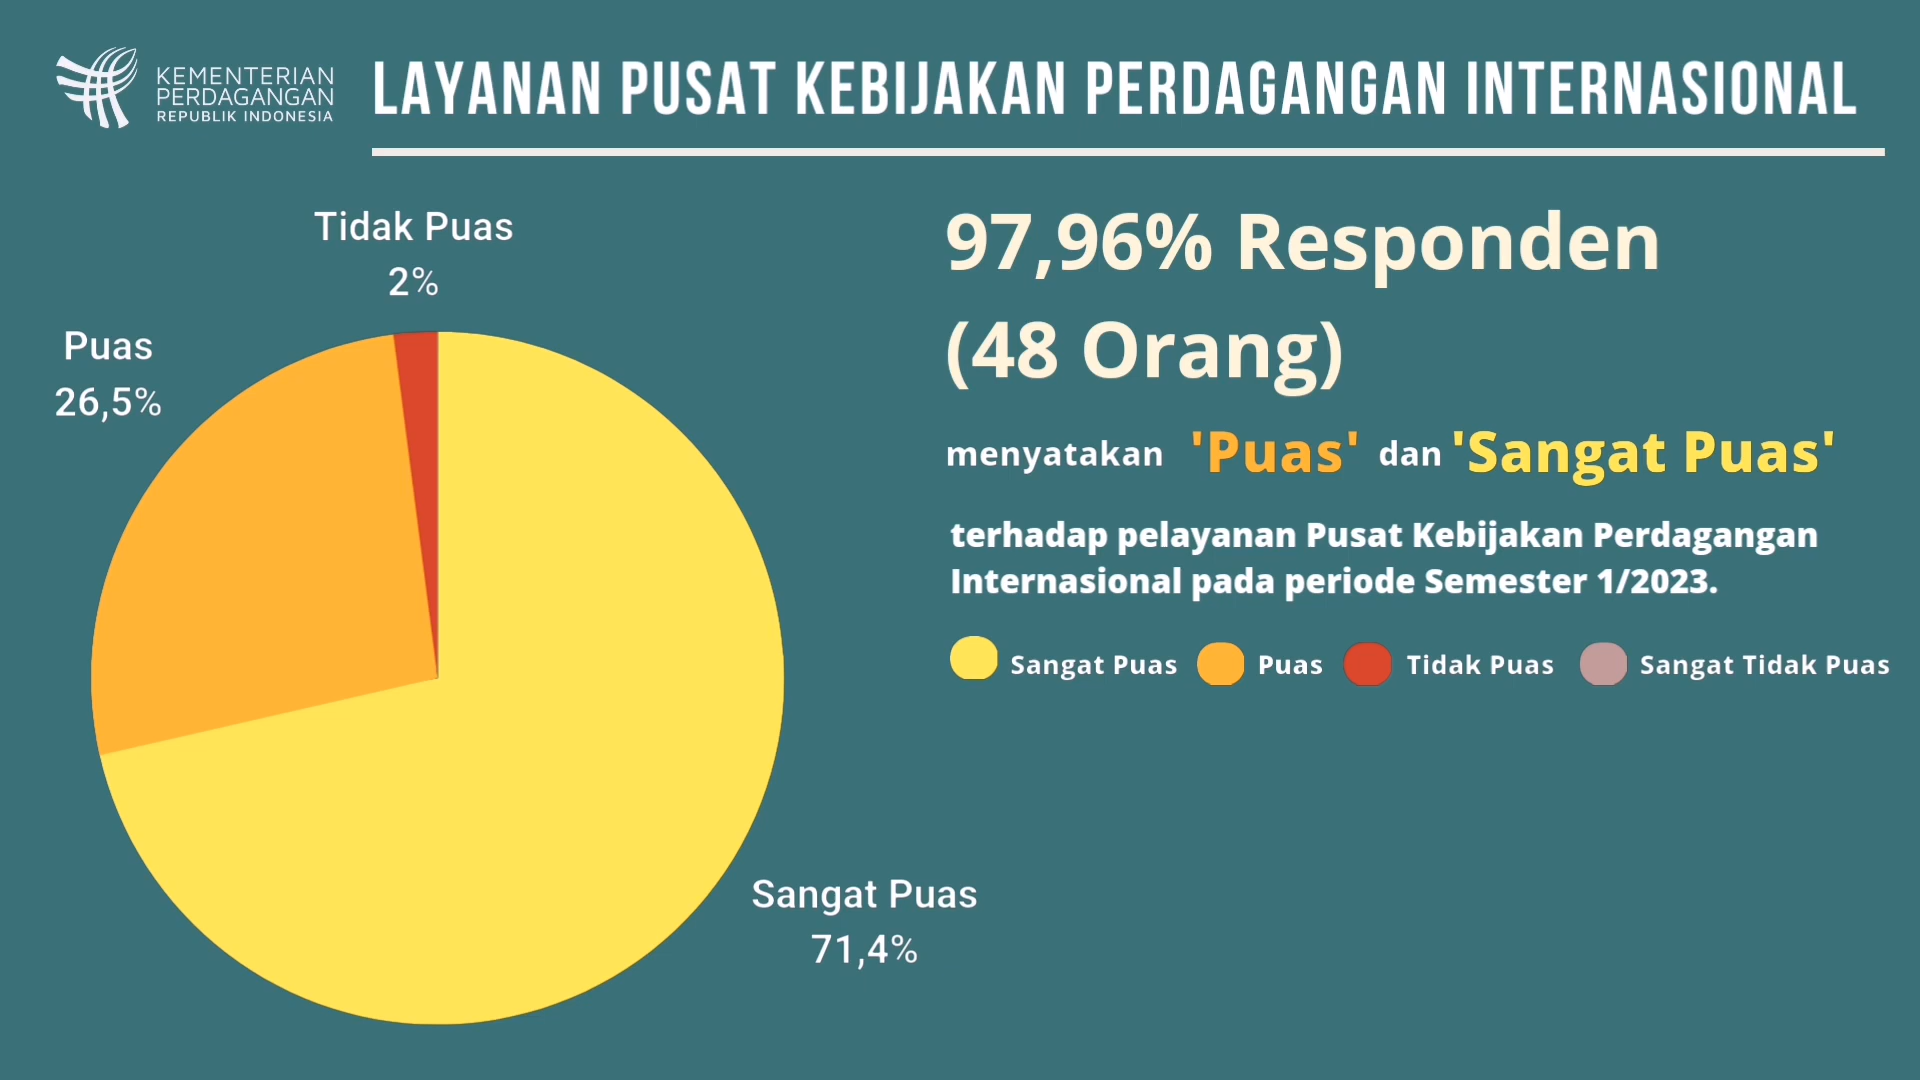 KEMENTERIAN
PERDAGANGAN
REPUBLIK INDONESIA
LAYANAN PUSAT KEBIJAKAN PERDAGANGAN INTERNASIONAL
Tidak Puas
2%
Puas
26,5%
Sangat Puas
71,4%
97,96% Responden
(48 Orang)
menyatakan 'Puas' dan 'Sangat Puas'
terhadap pelayanan Pusat Kebijakan Perdagangan
Internasional pada periode Semester 1/2023.
Sangat Puas Puas Tidak Puas Sangat Tidak Puas